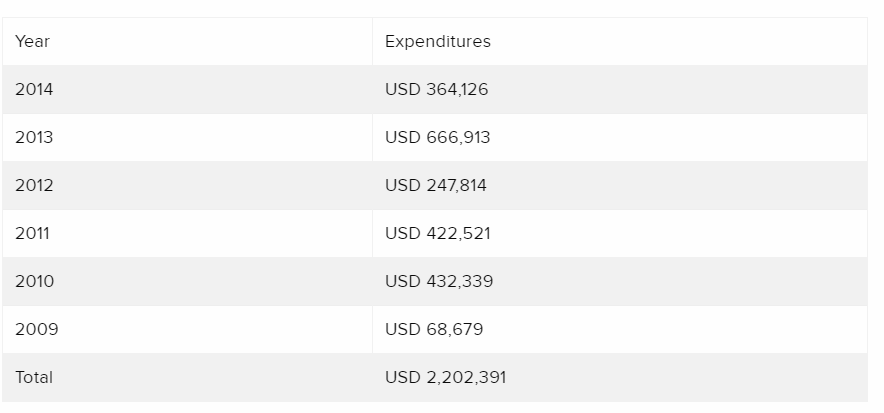 Year Expenditures
2014 USD 364,126
2013 USD 666,913
2012 USD 247,814
2011 USD 422,521
2010 USD 432,339
2009 USD 68,679
Total USD 2,202,391